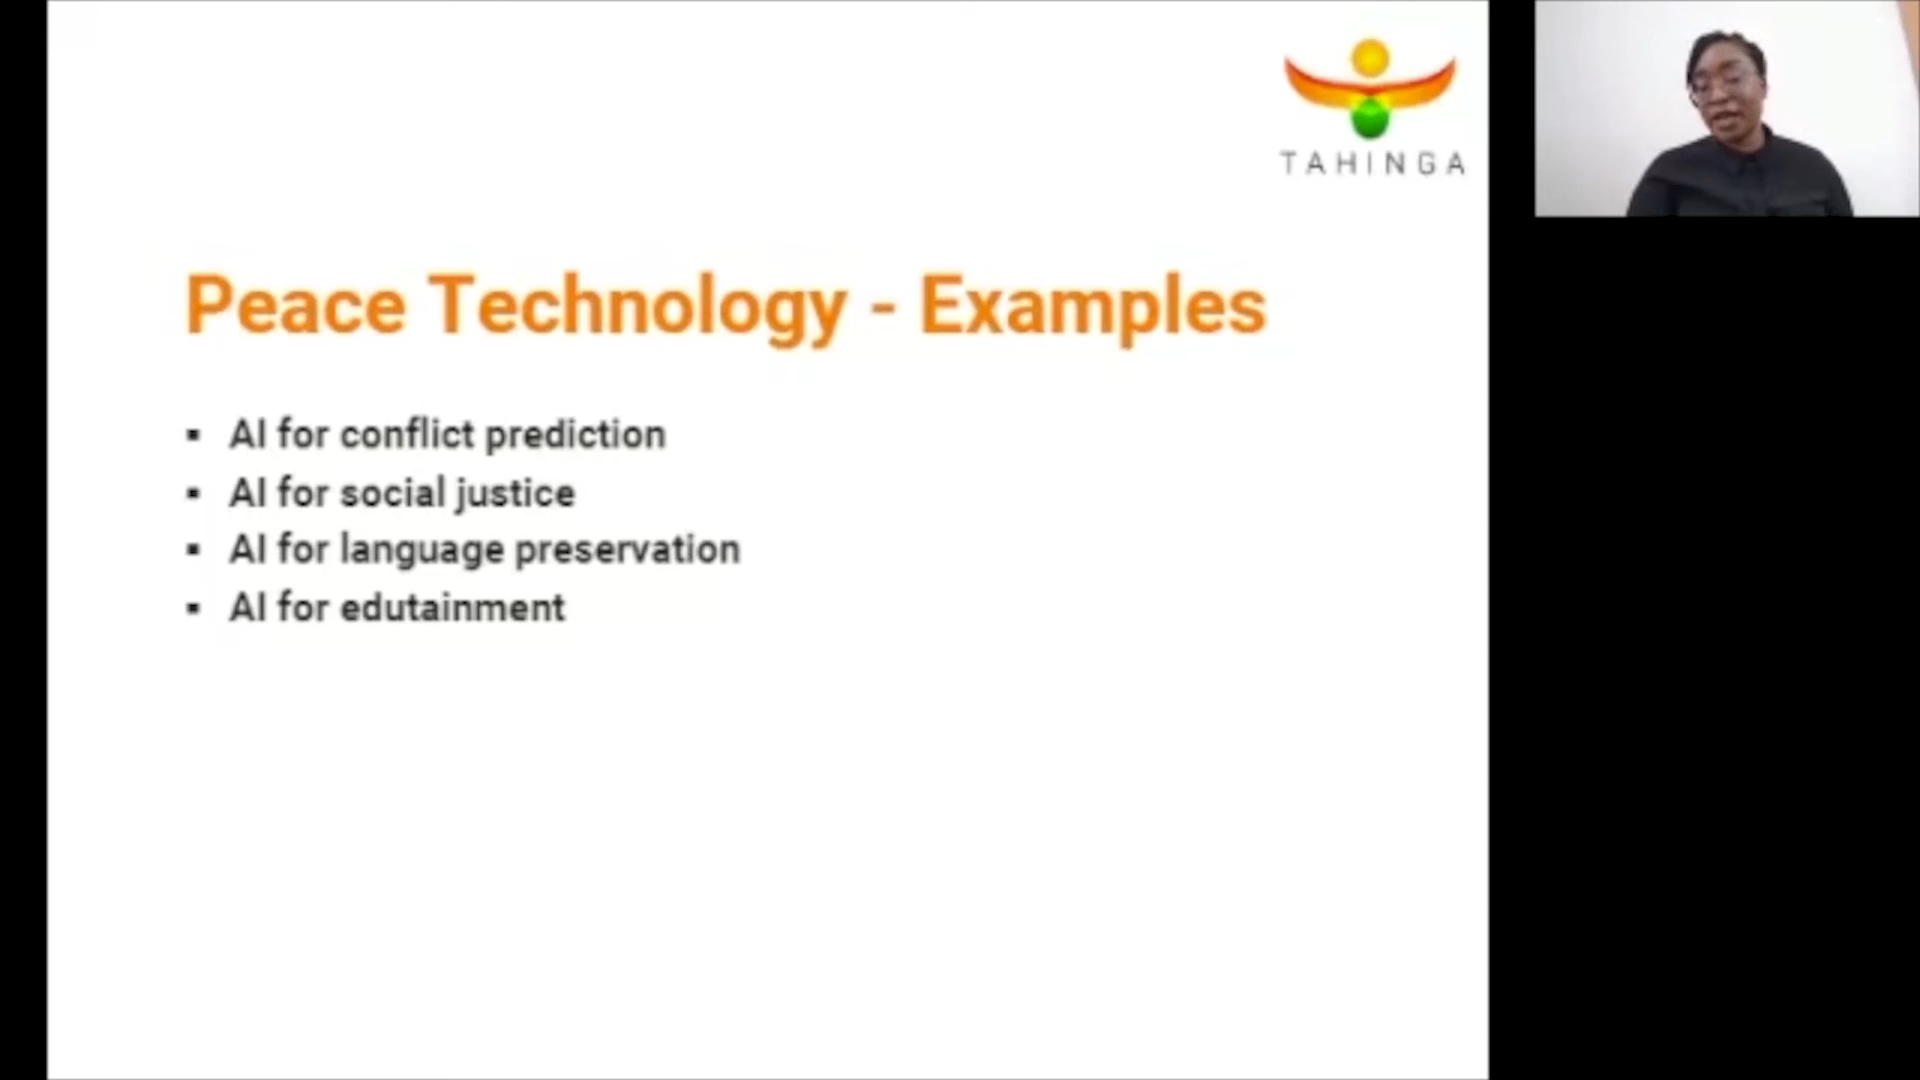 TAHINGA
Peace Technology - Examples
▪ AI for conflict prediction
▪ AI for social justice
▪ AI for language preservation
▪ AI for edutainment